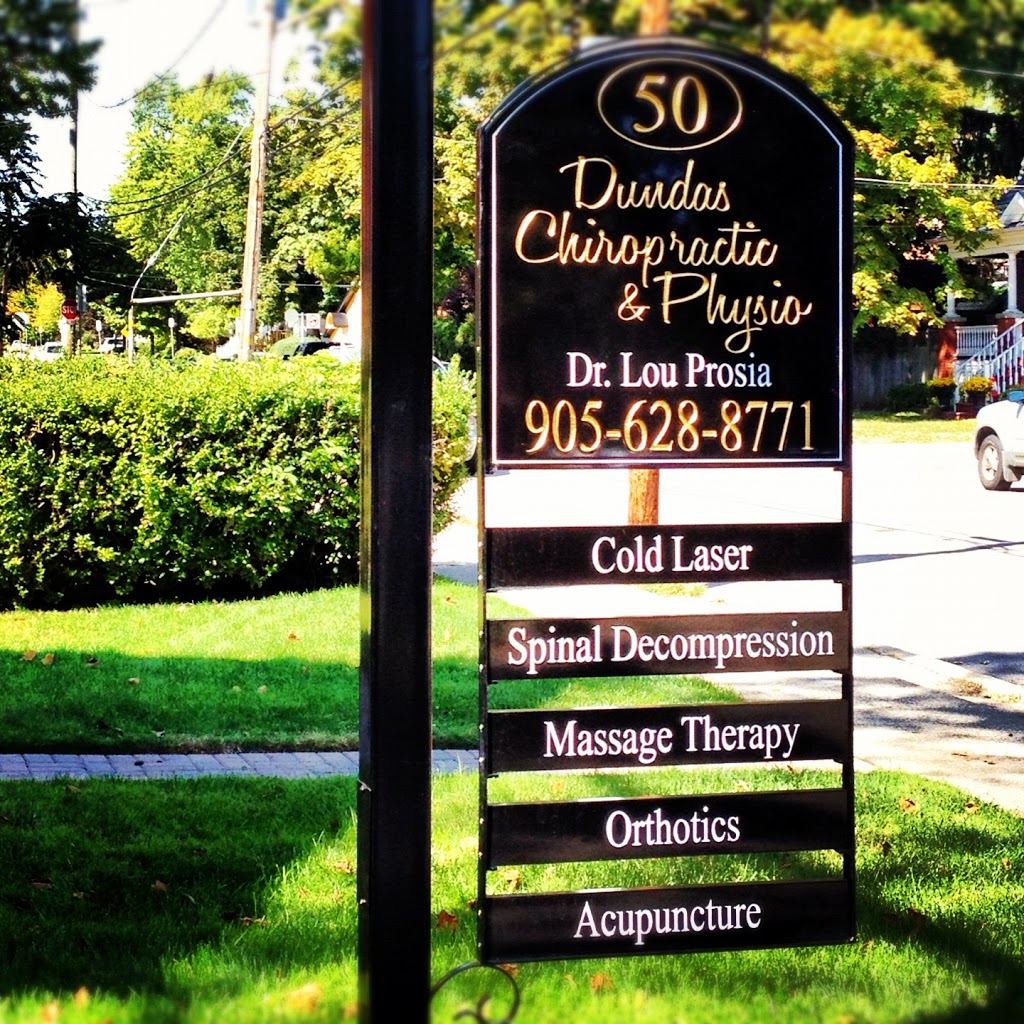 50
Dundas
Chiropractic
& Physio
Dr. Lou Prosia
905-628-8771
Cold Laser
Spinal Decompression
Massage Therapy
Orthotics
Acupuncture